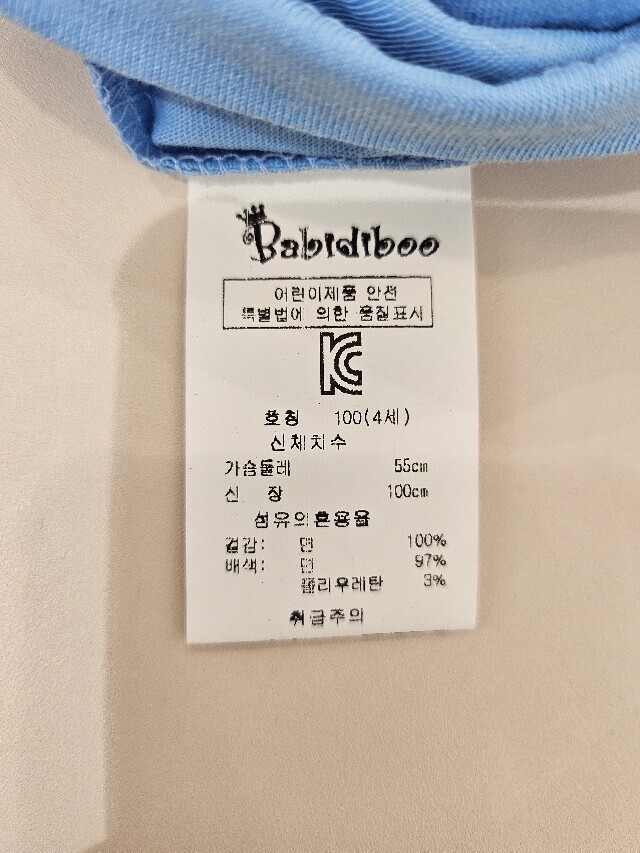 Babidiboo
어린이제품 안전
특별법에 의한 품질표시
KC
호칭 100(4세)
신체치수
가슴둘레 55cm
신 장 100cm
섬유의혼용율
겉감: 면 100%
배색: 면 97%
폴리우레탄 3%
취급주의